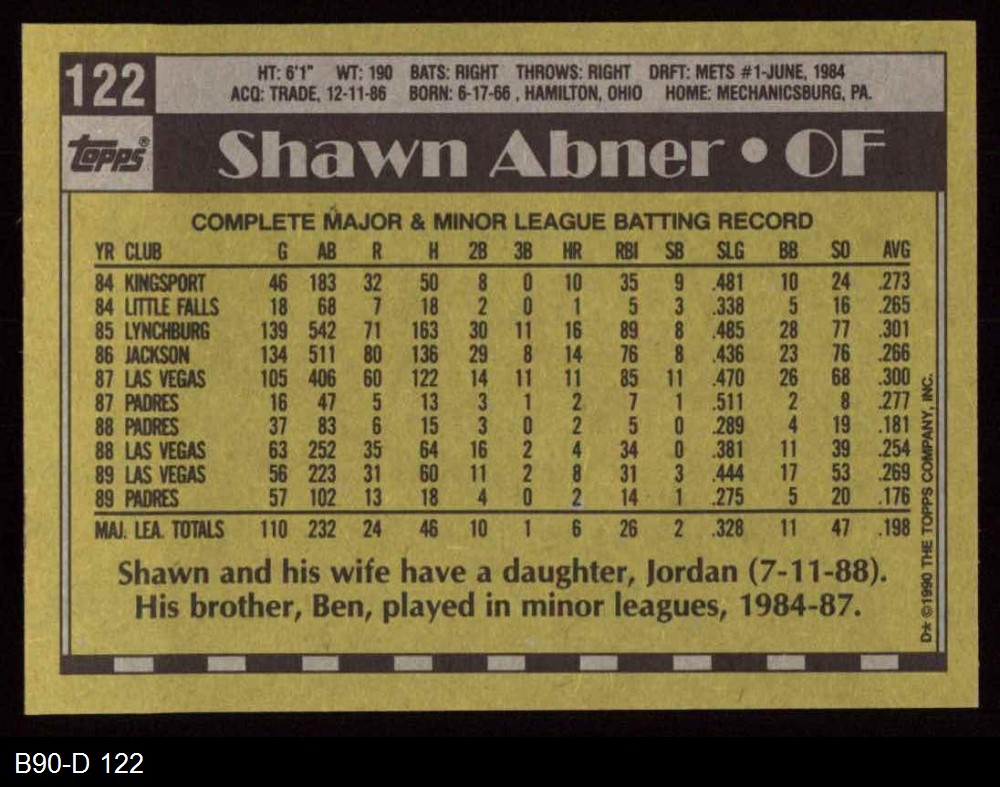 122
HT: 6'1" WT: 190 BATS: RIGHT THROWS: RIGHT DRFT: METS #1-JUNE, 1984
ACQ: TRADE, 12-11-86 BORN: 6-17-66 , HAMILTON, OHIO HOME: MECHANICSBURG, PA.
topps®
Shawn Abner • OF
COMPLETE MAJOR & MINOR LEAGUE BATTING RECORD
YR CLUB G AB R H 2B 3B HR RBI SB SLG BB SO AVG
84 KINGSPORT 46 183 32 50 8 0 10 35 9 .481 10 24 .273
84 LITTLE FALLS 18 68 7 18 2 0 1 5 3 .338 5 16 .265
85 LYNCHBURG 139 542 71 163 30 11 16 89 8 .485 28 77 .301
86 JACKSON 134 511 80 136 29 8 14 76 8 .436 23 76 .266
87 LAS VEGAS 105 406 60 122 14 11 11 85 11 .470 26 68 .300
87 PADRES 16 47 5 13 3 1 2 7 1 .511 2 8 .277
88 PADRES 37 83 6 15 3 0 2 5 0 .289 4 19 .181
88 LAS VEGAS 63 252 35 64 16 2 4 34 0 .381 11 39 .254
89 LAS VEGAS 56 223 31 60 11 2 8 31 3 .444 17 53 .269
89 PADRES 57 102 13 18 4 0 2 14 1 .275 5 20 .176
MAJ. LEA. TOTALS 110 232 24 46 10 1 6 26 2 .328 11 47 .198
Shawn and his wife have a daughter, Jordan (7-11-88).
His brother, Ben, played in minor leagues, 1984-87.
D* ©1990 THE TOPPS COMPANY, INC.
B90-D 122